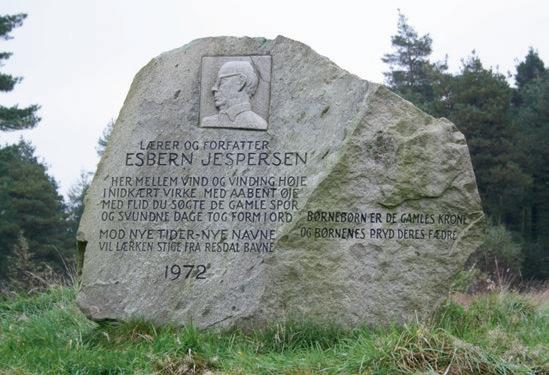 LÆRER OG FORFATTER
ESBERN JESPERSEN
HER MELLEM VIND OG VINDING HØJE
I INDKÆRT VIRKE MED AABENT ØJE
MED FLID DU SØGTE DE GAMLE SPOR
OG SVUNDNE DAGE TOG FORM I ORD
MOD NYE TIDER-NYE NAVNE
VIL LÆRKEN STIGE FRA RESDAL BAVNE
1972
BØRNEBØRN ER DE GAMLES KRONE
OG BØRNENES PRYD DERES FÆDRE